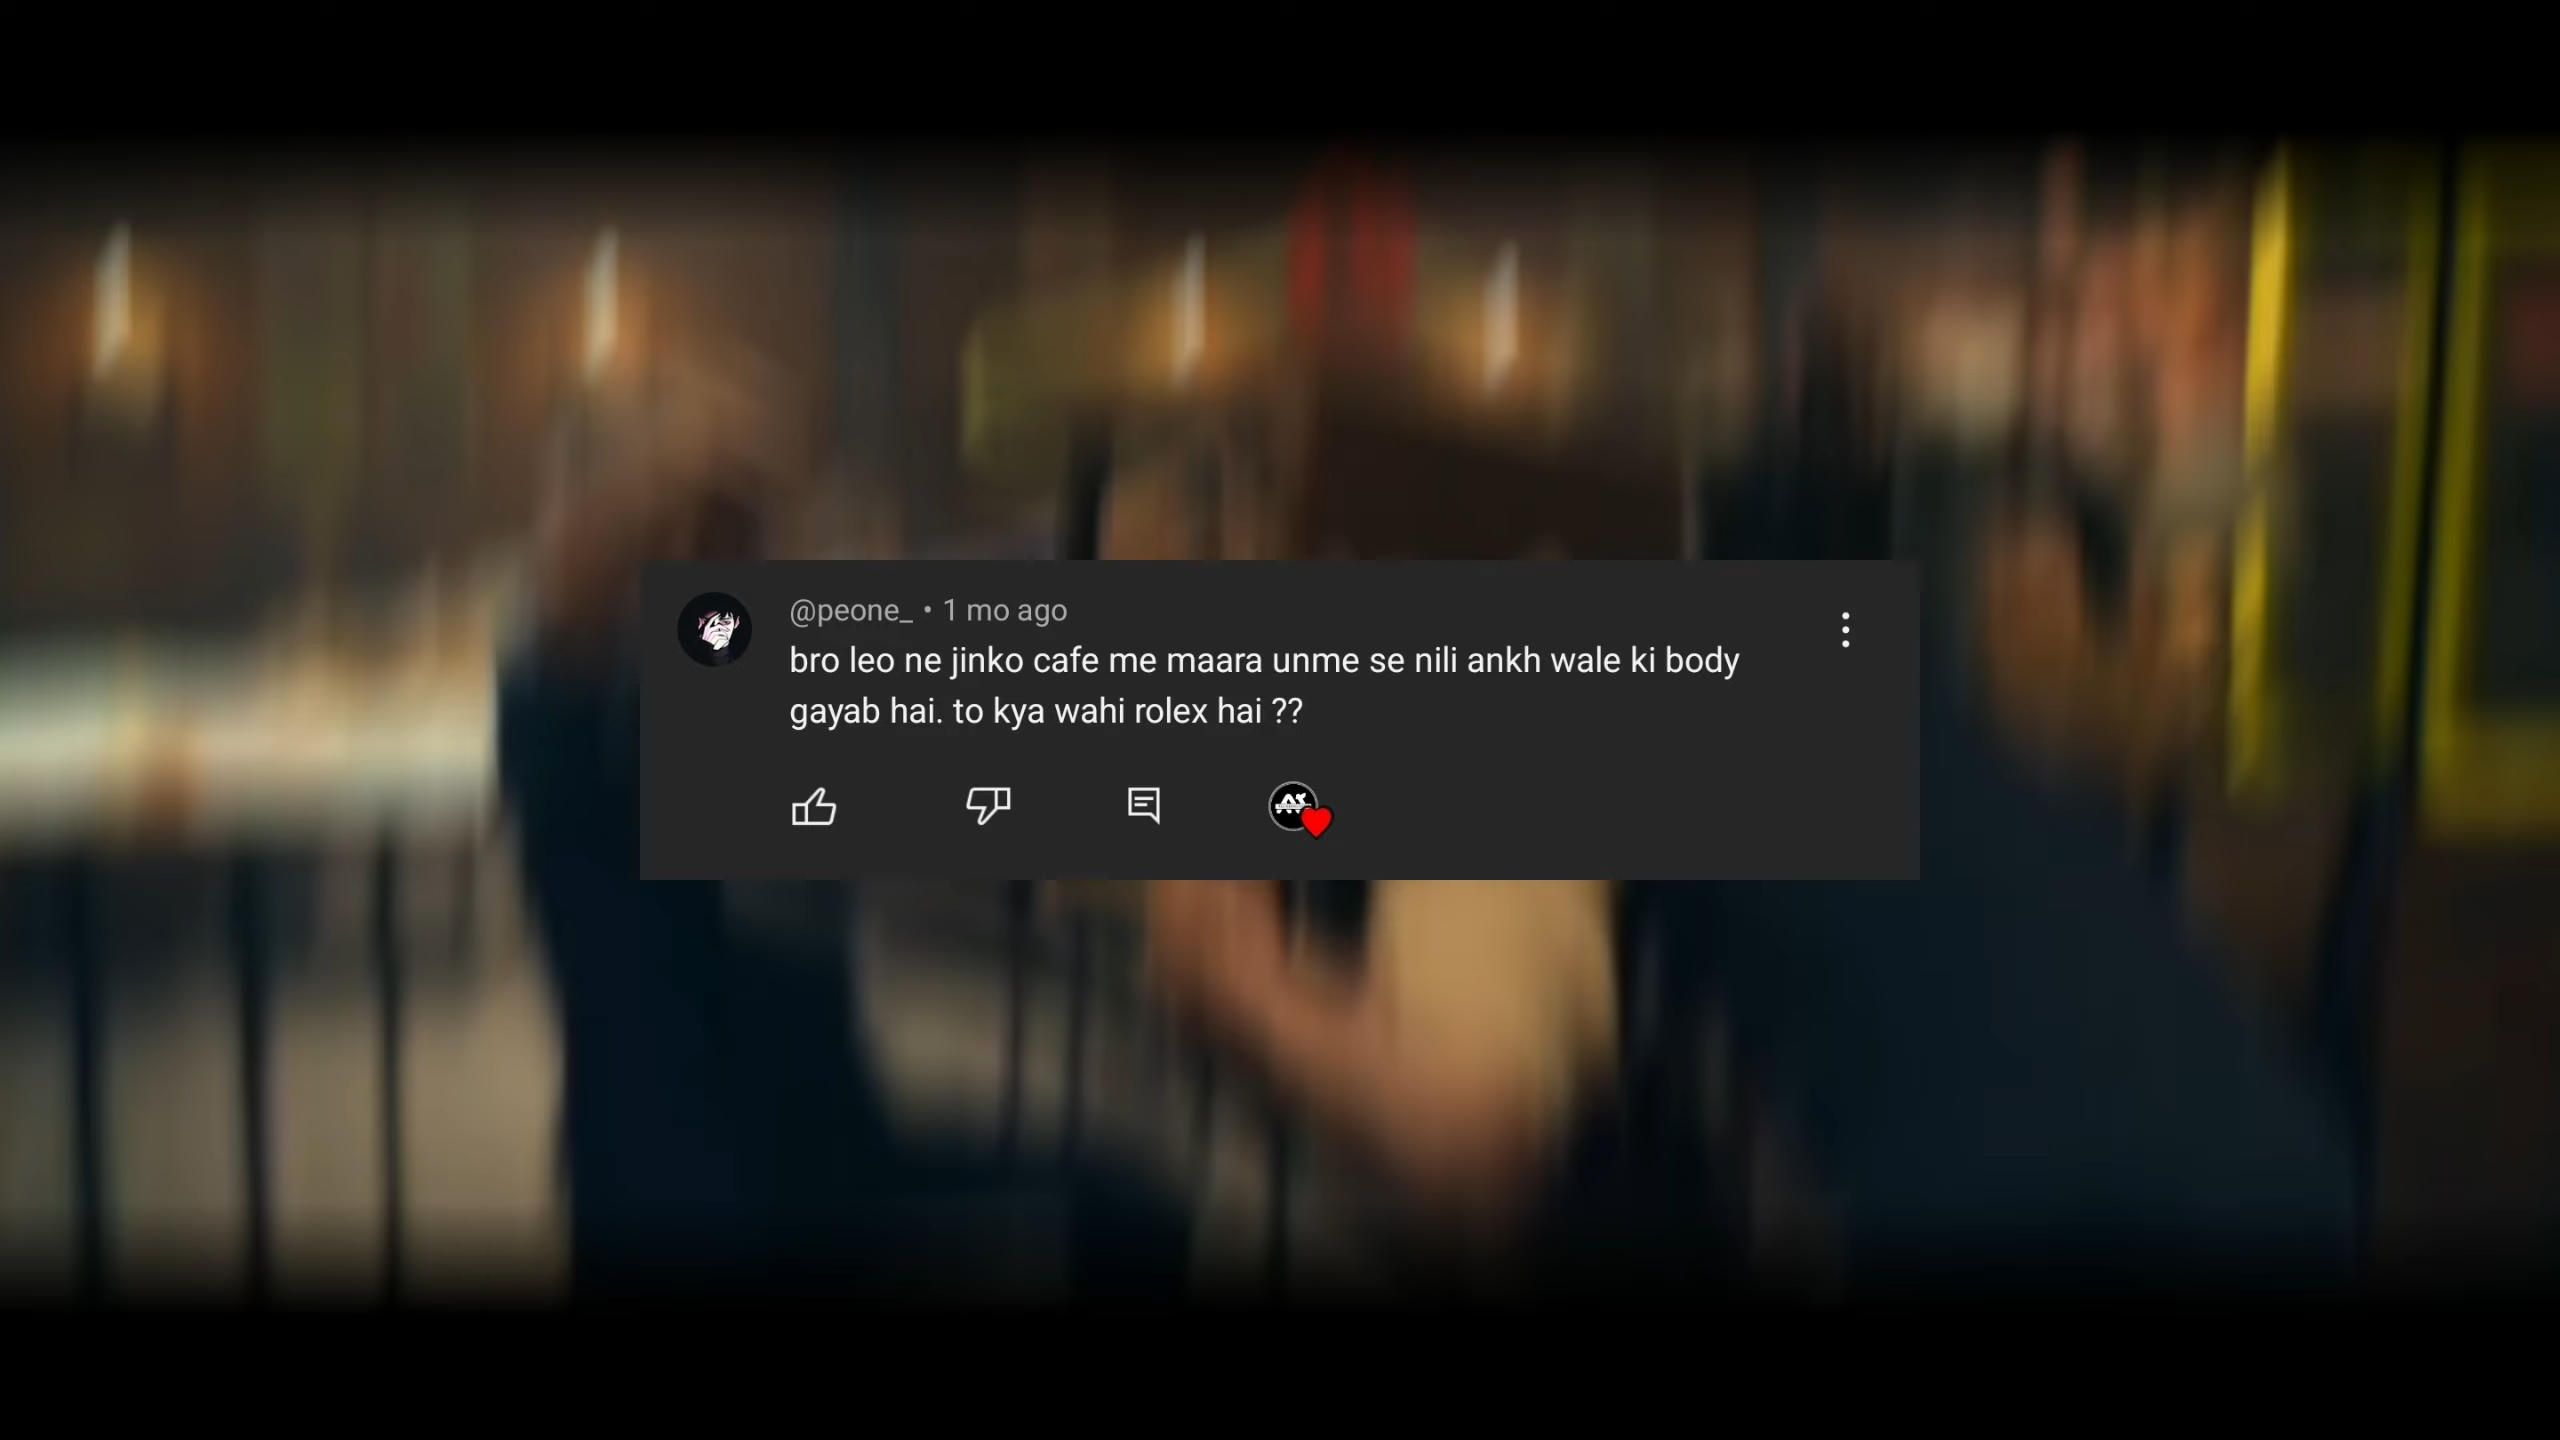 @peone_ • 1 mo ago
bro leo ne jinko cafe me maara unme se nili ankh wale ki body
gayab hai. to kya wahi rolex hai ??